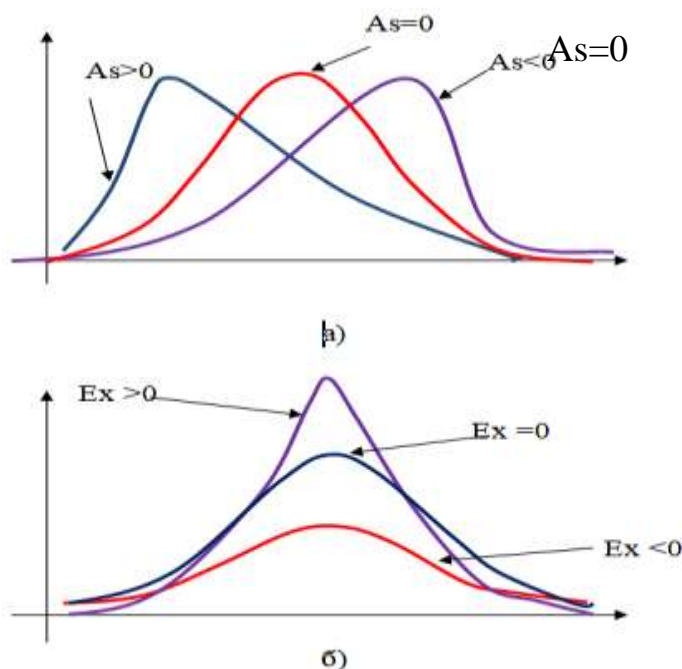 As=0
As>0
As<0
As=0
а)
Ex >0
Ex =0
Ex <0
б)